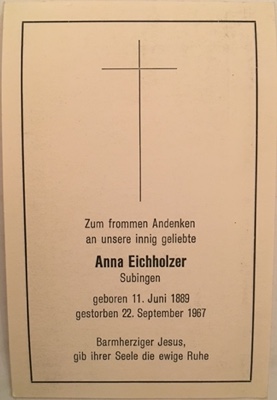 Zum frommen Andenken
an unsere innig geliebte
Anna Eichholzer
Subingen
geboren 11. Juni 1889
gestorben 22. September 1967
Barmherziger Jesus,
gib ihrer Seele die ewige Ruhe